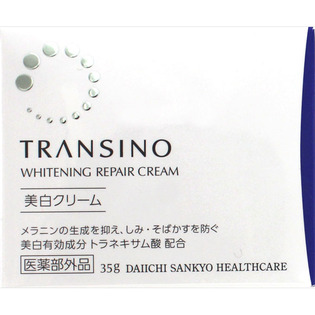 TRANSINO
WHITENING REPAIR CREAM
美白クリーム
メラニンの生成を抑え、しみ・そばかすを防ぐ
美白有効成分 トラネキサム酸 配合
医薬部外品 35g DAIICHI SANKYO HEALTHCARE